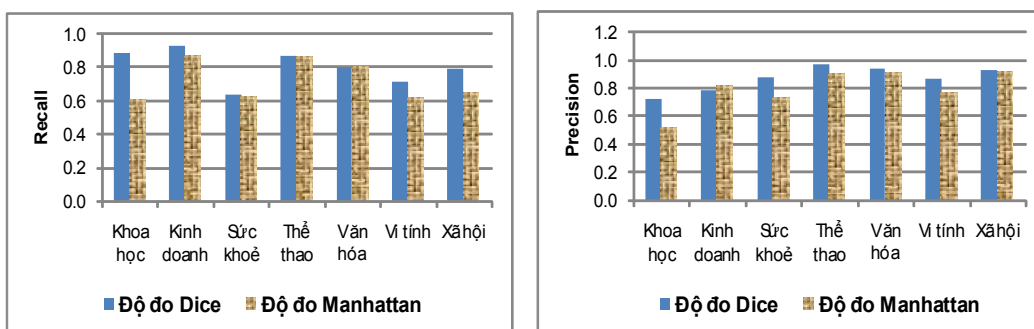 Recall
1.0
0.8
0.6
0.4
0.2
0.0
Khoa học
Kinh doanh
Sức khoẻ
Thể thao
Văn hóa
Vi tính
Xã hội
Độ đo Dice
Độ đo Manhattan
Precision
1.2
1.0
0.8
0.6
0.4
0.2
0.0
Khoa học
Kinh doanh
Sức khoẻ
Thể thao
Văn hóa
Vi tính
Xã hội
Độ đo Dice
Độ đo Manhattan